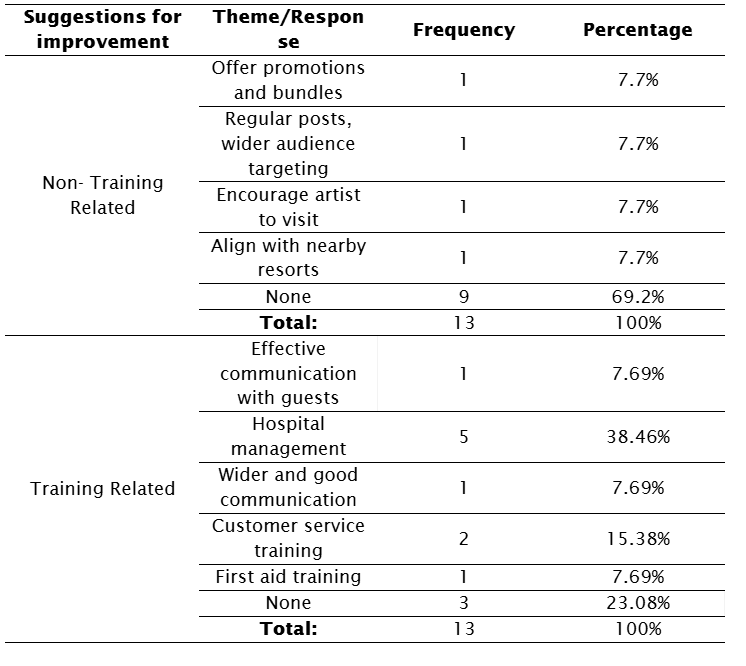 Suggestions for improvement | Theme/Respon se | Frequency | Percentage
Non- Training Related
Offer promotions and bundles | 1 | 7.7%
Regular posts, wider audience targeting | 1 | 7.7%
Encourage artist to visit | 1 | 7.7%
Align with nearby resorts | 1 | 7.7%
None | 9 | 69.2%
Total: | 13 | 100%
Training Related
Effective communication with guests | 1 | 7.69%
Hospital management | 5 | 38.46%
Wider and good communication | 1 | 7.69%
Customer service training | 2 | 15.38%
First aid training | 1 | 7.69%
None | 3 | 23.08%
Total: | 13 | 100%